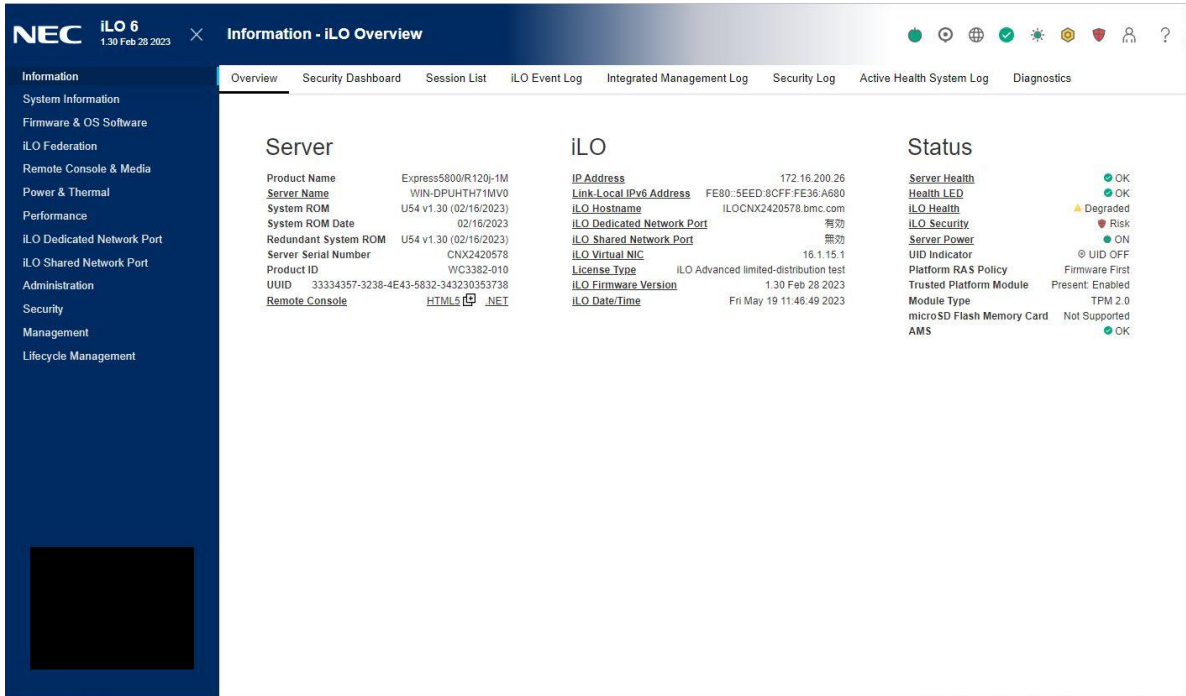 NEC
iLO 6
1.30 Feb 28 2023
Information - iLO Overview
?
Information
System Information
Firmware & OS Software
iLO Federation
Remote Console & Media
Power & Thermal
Performance
iLO Dedicated Network Port
iLO Shared Network Port
Administration
Security
Management
Lifecycle Management
Overview Security Dashboard Session List iLO Event Log Integrated Management Log Security Log Active Health System Log Diagnostics
Server
Product Name Express5800/R120j-1M
Server Name WIN-DPUHTH71MV0
System ROM U54 v1.30 (02/16/2023)
System ROM Date 02/16/2023
Redundant System ROM U54 v1.30 (02/16/2023)
Server Serial Number CNX2420578
Product ID WC3382-010
UUID 33334357-3238-4E43-5832-343230353738
Remote Console HTML5 .NET
iLO
IP Address 172.16.200.26
Link-Local IPv6 Address FE80::5EED:8CFF:FE36:A680
iLO Hostname ILOCNX2420578.bmc.com
iLO Dedicated Network Port 有効
iLO Shared Network Port 無効
iLO Virtual NIC 16.1.15.1
License Type iLO Advanced limited-distribution test
iLO Firmware Version 1.30 Feb 28 2023
iLO Date/Time Fri May 19 11:46:49 2023
Status
Server Health OK
Health LED OK
iLO Health Degraded
iLO Security Risk
Server Power ON
UID Indicator UID OFF
Platform RAS Policy Firmware First
Trusted Platform Module Present: Enabled
Module Type TPM 2.0
microSD Flash Memory Card Not Supported
AMS OK